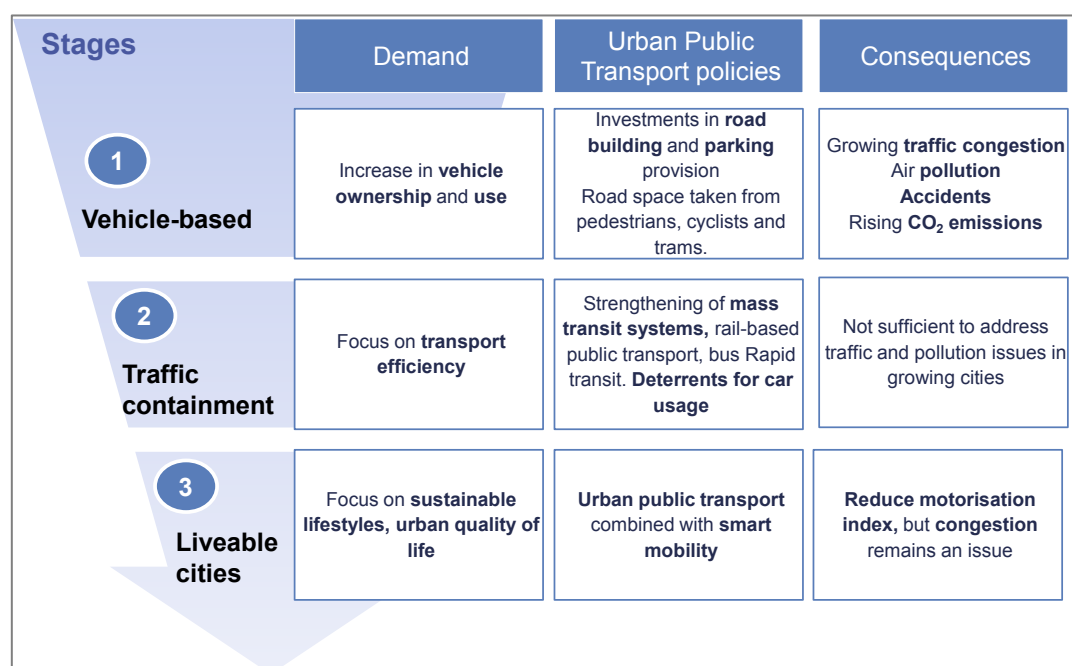 Stages
Demand
Urban Public
Transport policies
Consequences
1
Vehicle-based
Increase in vehicle
ownership and use
Investments in road
building and parking
provision
Road space taken from
pedestrians, cyclists and
trams.
Growing traffic congestion
Air pollution
Accidents
Rising CO₂ emissions
2
Traffic
containment
Focus on transport
efficiency
Strengthening of mass
transit systems, rail-based
public transport, bus Rapid
transit. Deterrents for car
usage
Not sufficient to address
traffic and pollution issues in
growing cities
3
Liveable
cities
Focus on sustainable
lifestyles, urban quality of
life
Urban public transport
combined with smart
mobility
Reduce motorisation
index, but congestion
remains an issue